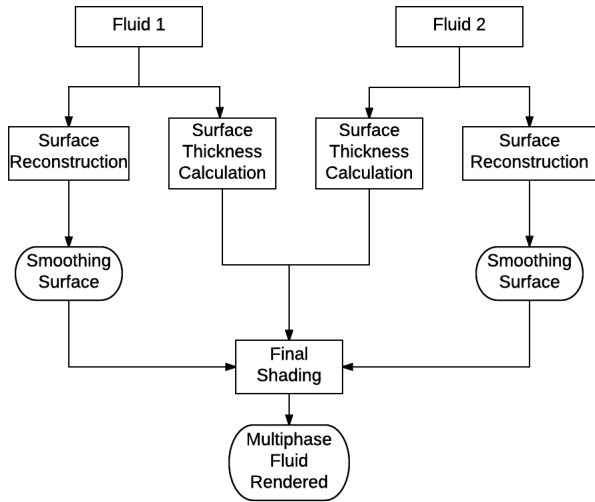 Fluid 1
Fluid 2
Surface
Reconstruction
Surface
Thickness
Calculation
Surface
Thickness
Calculation
Surface
Reconstruction
Smoothing
Surface
Smoothing
Surface
Final
Shading
Multiphase
Fluid
Rendered